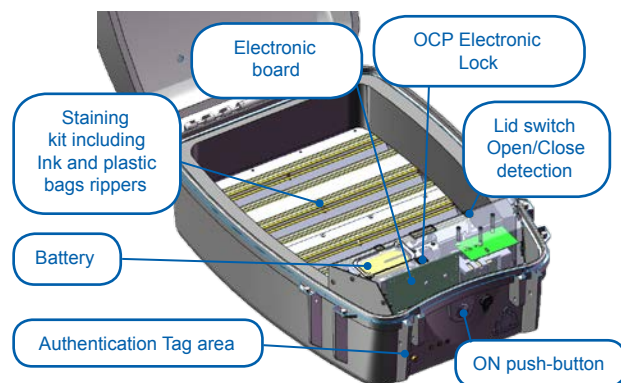 Electronic
board
OCP Electronic
Lock
Staining
kit including
Ink and plastic
bags rippers
Lid switch
Open/Close
detection
Battery
Authentication Tag area
ON push-button